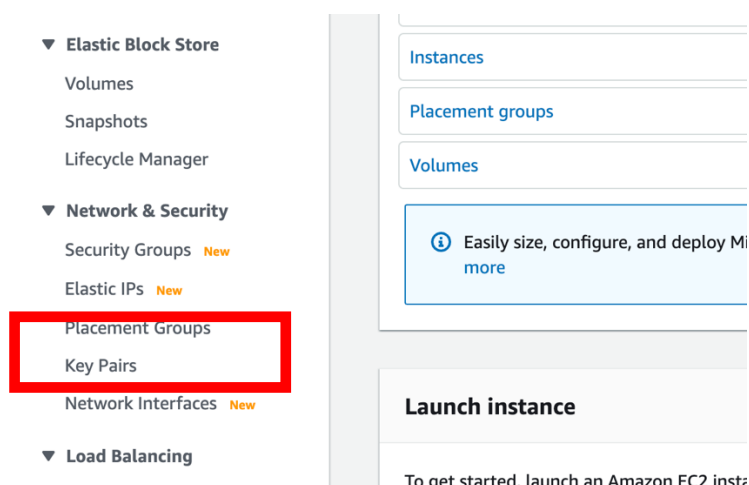 Elastic Block Store
Volumes
Snapshots
Lifecycle Manager
Network & Security
Security Groups New
Elastic IPs New
Placement Groups
Key Pairs
Network Interfaces New
Load Balancing
Instances
Placement groups
Volumes
Easily size, configure, and deploy Mi
more
Launch instance
To get started, launch an Amazon EC2 insta